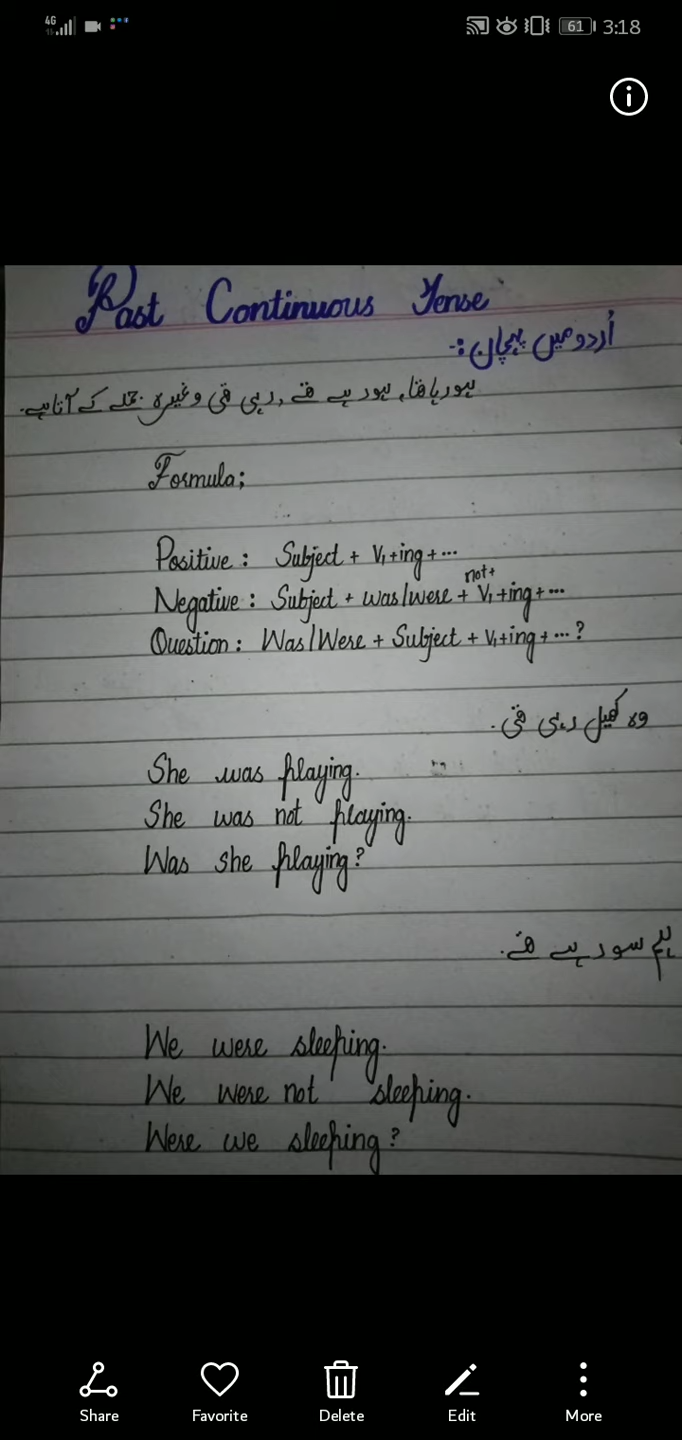 4G 61 3:18
Past Continuous Tense
اُردو میں پہچان :-
ہو رہا تھا، ہو رہے تھے، رہی تھی وغیرہ جملے کے آتا ہے۔
Formula;
Positive : Subject + V₁+ing + ...
not +
Negative : Subject + was/were + V₁+ing + ...
Question : Was/Were + Subject + V₁+ing + ... ?
وہ کھیل رہی تھی۔
She was playing.
She was not playing.
Was she playing?
ہم سو رہے تھے۔
We were sleeping.
We were not sleeping.
Were we sleeping?
Share Favorite Delete Edit More